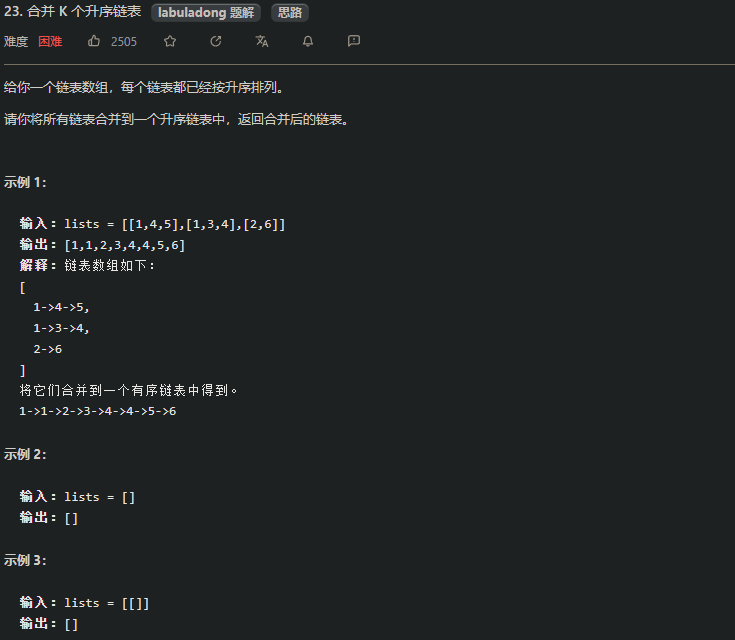 23. 合并 K 个升序链表 labuladong 题解 思路
难度 困难 2505
给你一个链表数组，每个链表都已经按升序排列。
请你将所有链表合并到一个升序链表中，返回合并后的链表。
示例 1：
输入：lists = [[1,4,5],[1,3,4],[2,6]]
输出：[1,1,2,3,4,4,5,6]
解释：链表数组如下：
[
1->4->5,
1->3->4,
2->6
]
将它们合并到一个有序链表中得到。
1->1->2->3->4->4->5->6
示例 2：
输入：lists = []
输出：[]
示例 3：
输入：lists = [[]]
输出：[]